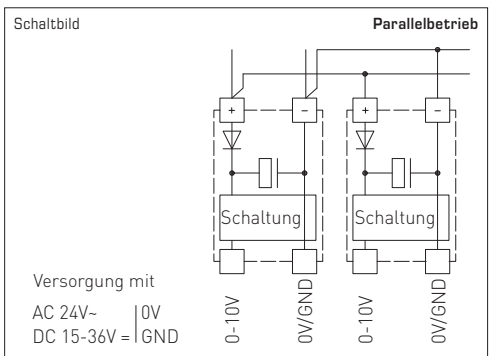 Schaltbild Parallelbetrieb
+ − + −
Schaltung Schaltung
Versorgung mit
AC 24V~ | 0V
DC 15-36V = | GND
0-10V 0V/GND 0-10V 0V/GND